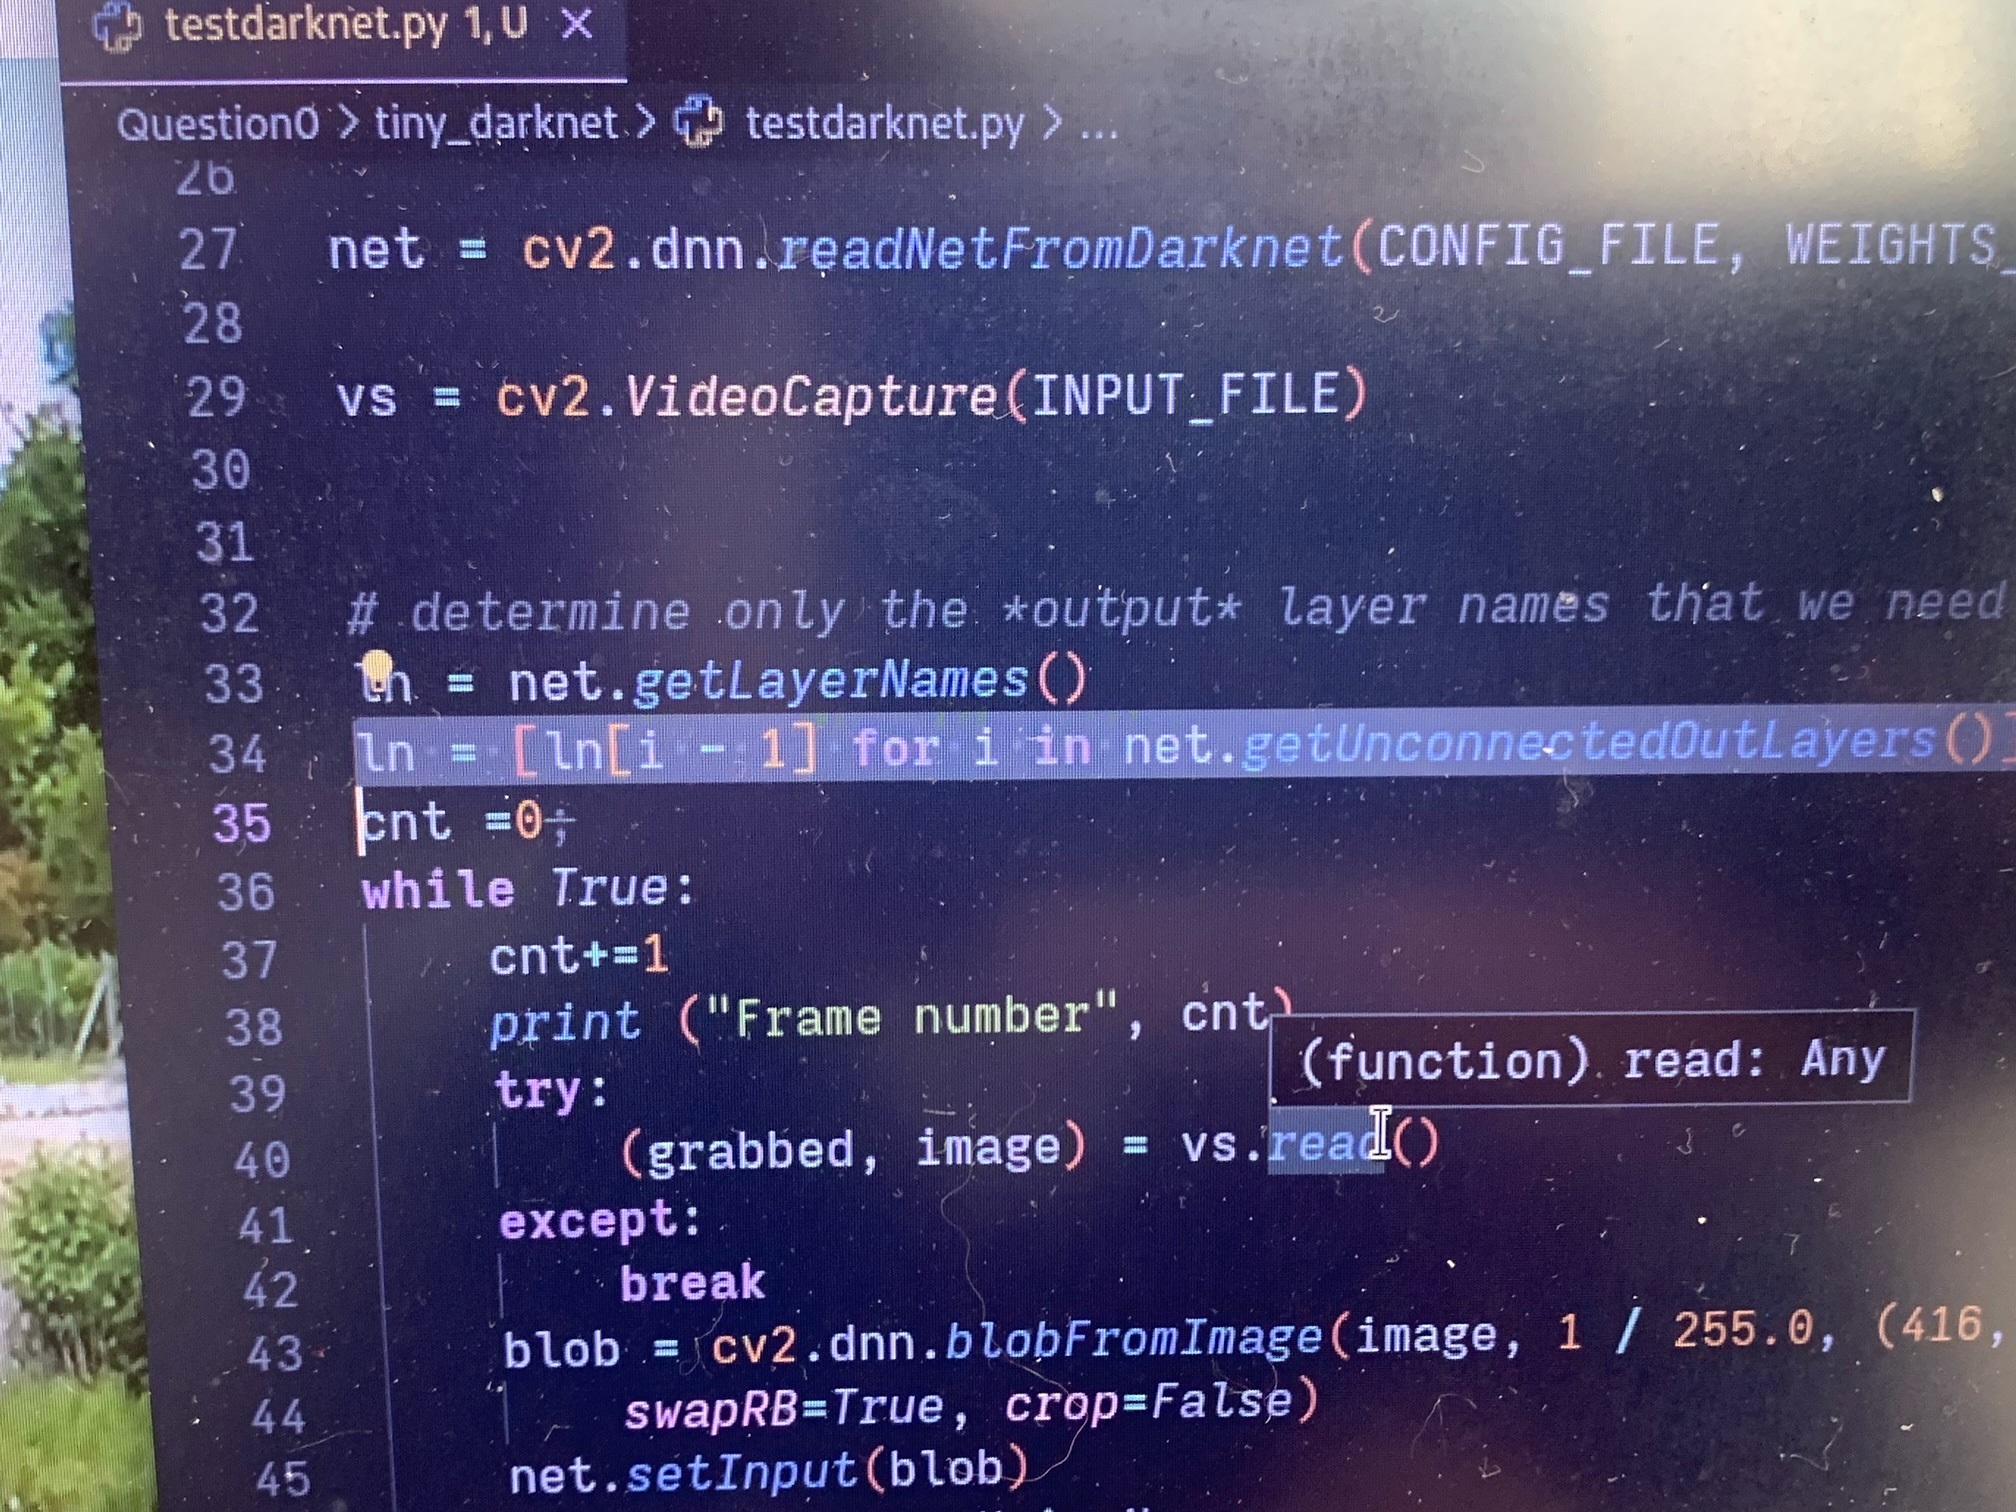 testdarknet.py 1, U ×
Question0 > tiny_darknet > testdarknet.py > ...
26
27 net = cv2.dnn.readNetFromDarknet(CONFIG_FILE, WEIGHTS_
28
29 vs = cv2.VideoCapture(INPUT_FILE)
30
31
32 # determine only the *output* layer names that we need
33 ln = net.getLayerNames()
34 ln = [ln[i - 1] for i in net.getUnconnectedOutLayers()]
35 cnt =0;
36 while True:
37 cnt+=1
38 print ("Frame number", cnt)
(function) read: Any
39 try:
40 (grabbed, image) = vs.read()
41 except:
42 break
43 blob = cv2.dnn.blobFromImage(image, 1 / 255.0, (416,
44 swapRB=True, crop=False)
45 net.setInput(blob)